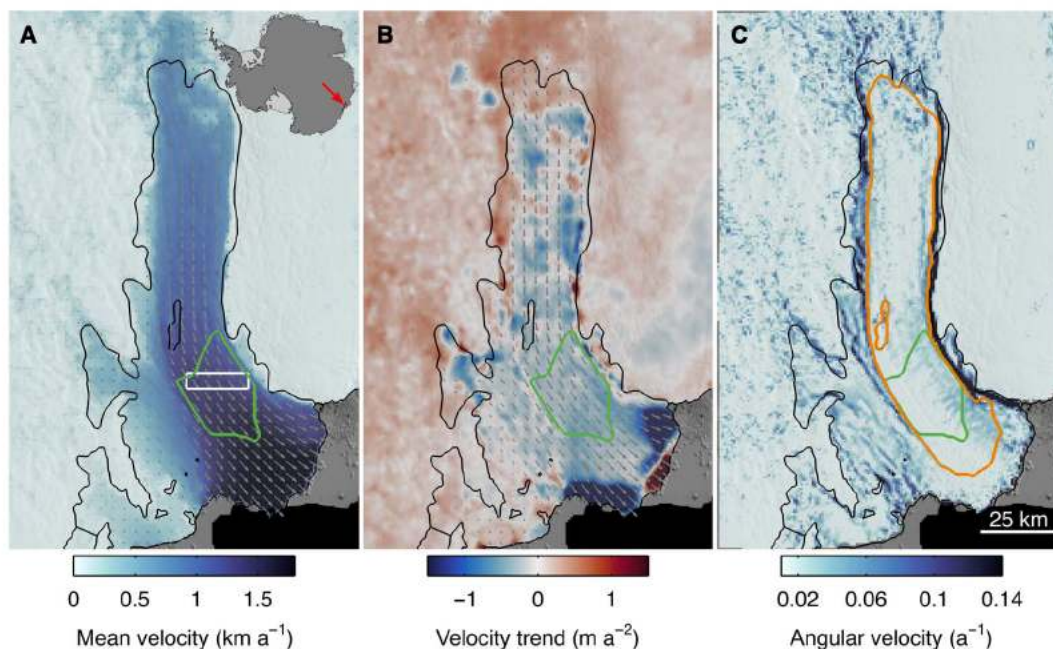 A
B
C
25 km
0 0.5 1 1.5
−1 0 1
0.02 0.06 0.1 0.14
Mean velocity (km a⁻¹)
Velocity trend (m a⁻²)
Angular velocity (a⁻¹)